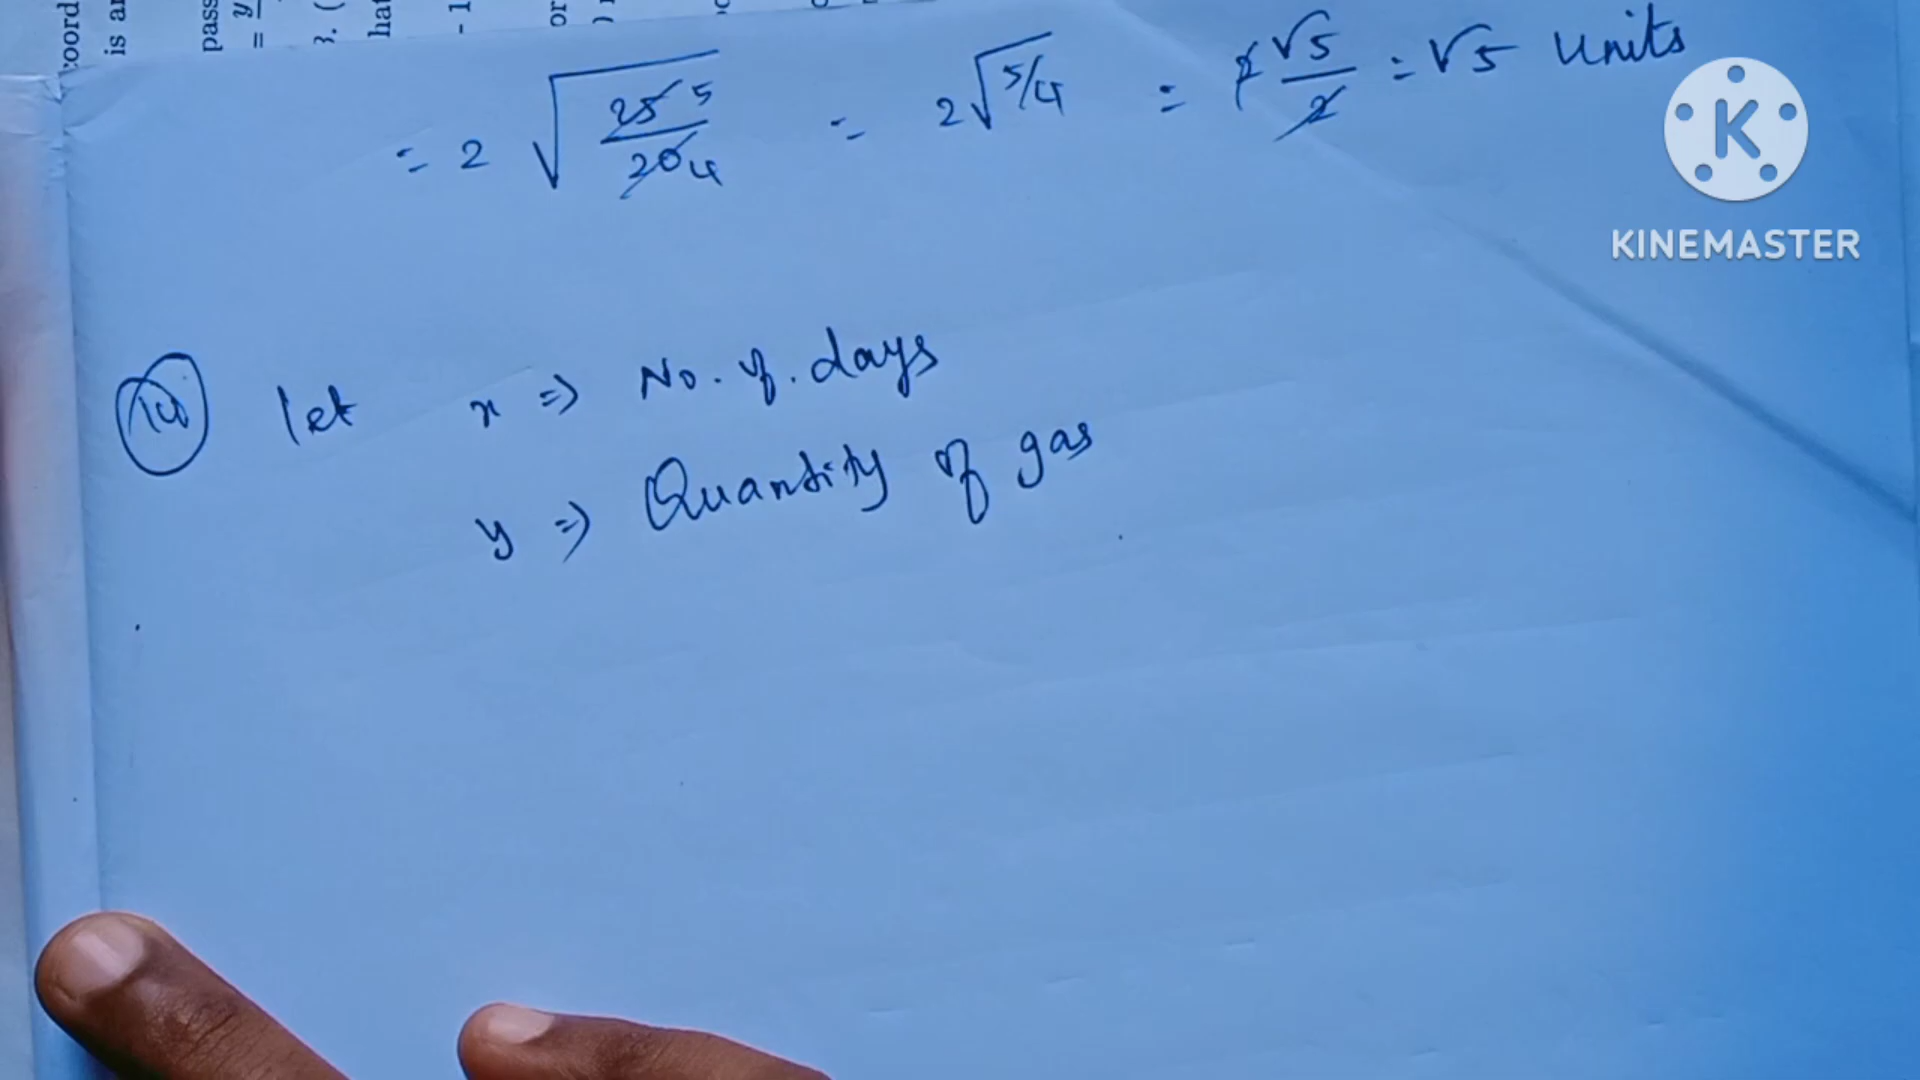 = 2 √(25 5 / 20 4) = 2 √5/4 = 2 √5 / 2 = √5 units
KINEMASTER
14 let x => No. of. days
y => Quantity of gas